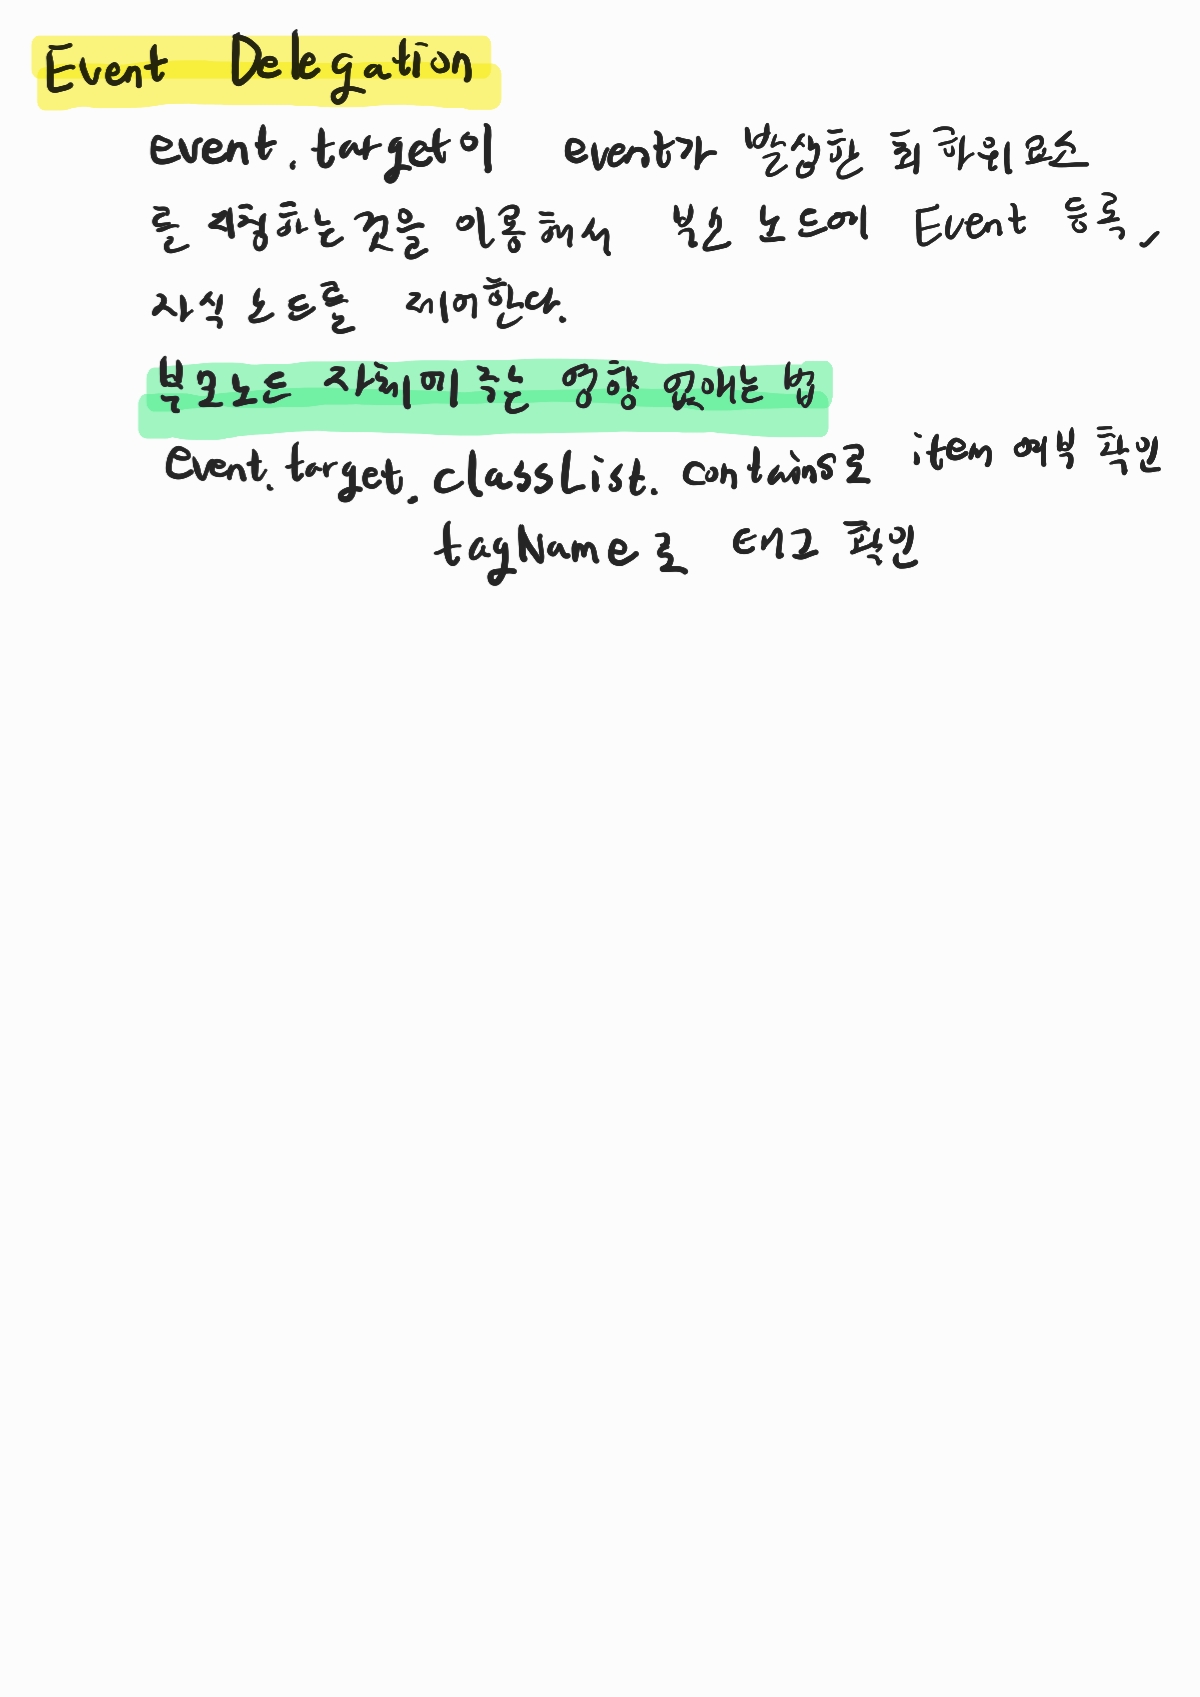 Event Delegation
event.target이 event가 발생한 최하위요소
를 지칭하는 것을 이용해서 부모 노드에 Event 등록,
자식 노드를 제어한다.
부모노드 자체에 주는 영향 없애는 법
event.target.classList.contains로 item 여부 확인
tagName로 태그 확인